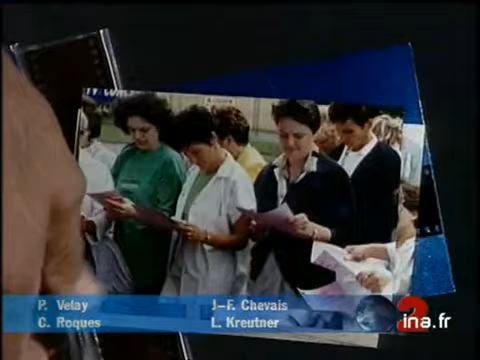 P. Velay
C. Roques
J-F. Chevais
L. Kreutner
2
ina.fr